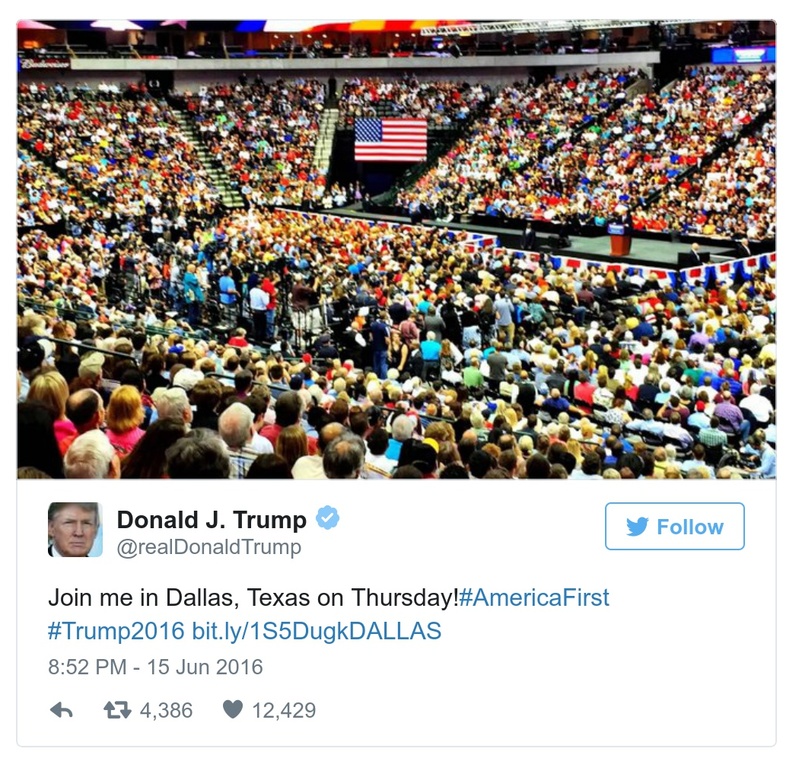 Budweiser
Donald J. Trump
@realDonaldTrump
Follow
Join me in Dallas, Texas on Thursday!#AmericaFirst
#Trump2016 bit.ly/1S5DugkDALLAS
8:52 PM - 15 Jun 2016
4,386 12,429